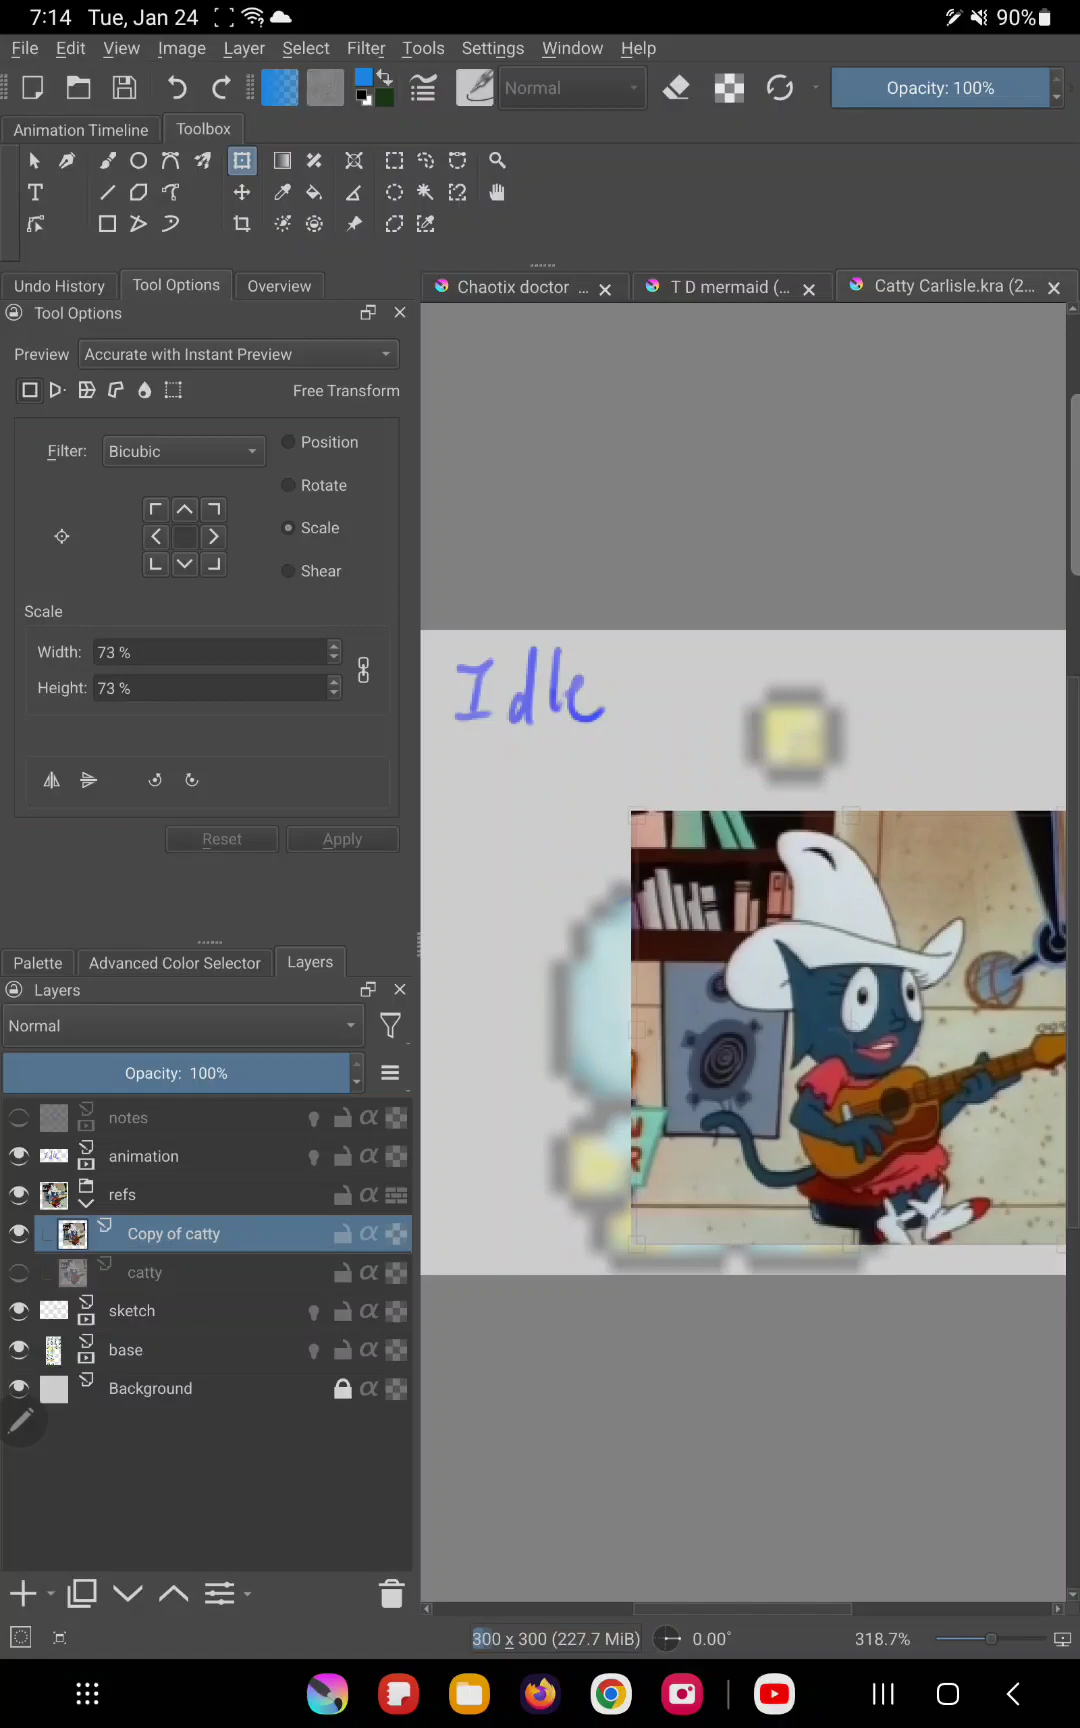 7:14 Tue, Jan 24 90%
File Edit View Image Layer Select Filter Tools Settings Window Help
Normal Opacity: 100%
Animation Timeline Toolbox
Undo History Tool Options Overview Chaotix doctor ... T D mermaid (... Catty Carlisle.kra (2...
Tool Options
Preview Accurate with Instant Preview
Free Transform
Filter: Bicubic Position
Rotate
Scale
Shear
Scale
Width: 73 %
Height: 73 %
Idle
Reset Apply
Palette Advanced Color Selector Layers
Layers
Normal
Opacity: 100%
notes
animation
refs
Copy of catty
catty
sketch
base
Background
300 x 300 (227.7 MiB) 0.00° 318.7%